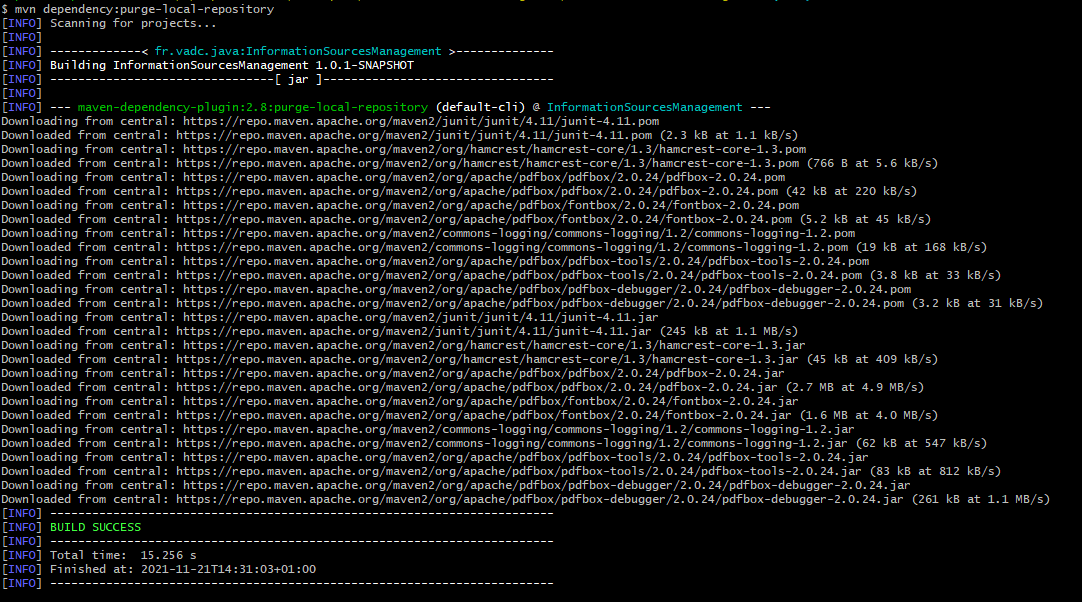 $ mvn dependency:purge-local-repository
[INFO] Scanning for projects...
[INFO]
[INFO] -------------< fr.vadc.java:InformationSourcesManagement >--------------
[INFO] Building InformationSourcesManagement 1.0.1-SNAPSHOT
[INFO] --------------------------------[ jar ]---------------------------------
[INFO]
[INFO] --- maven-dependency-plugin:2.8:purge-local-repository (default-cli) @ InformationSourcesManagement ---
Downloading from central: https://repo.maven.apache.org/maven2/junit/junit/4.11/junit-4.11.pom
Downloaded from central: https://repo.maven.apache.org/maven2/junit/junit/4.11/junit-4.11.pom (2.3 kB at 1.1 kB/s)
Downloading from central: https://repo.maven.apache.org/maven2/org/hamcrest/hamcrest-core/1.3/hamcrest-core-1.3.pom
Downloaded from central: https://repo.maven.apache.org/maven2/org/hamcrest/hamcrest-core/1.3/hamcrest-core-1.3.pom (766 B at 5.6 kB/s)
Downloading from central: https://repo.maven.apache.org/maven2/org/apache/pdfbox/pdfbox/2.0.24/pdfbox-2.0.24.pom
Downloaded from central: https://repo.maven.apache.org/maven2/org/apache/pdfbox/pdfbox/2.0.24/pdfbox-2.0.24.pom (42 kB at 220 kB/s)
Downloading from central: https://repo.maven.apache.org/maven2/org/apache/pdfbox/fontbox/2.0.24/fontbox-2.0.24.pom
Downloaded from central: https://repo.maven.apache.org/maven2/org/apache/pdfbox/fontbox/2.0.24/fontbox-2.0.24.pom (5.2 kB at 45 kB/s)
Downloading from central: https://repo.maven.apache.org/maven2/commons-logging/commons-logging/1.2/commons-logging-1.2.pom
Downloaded from central: https://repo.maven.apache.org/maven2/commons-logging/commons-logging/1.2/commons-logging-1.2.pom (19 kB at 168 kB/s)
Downloading from central: https://repo.maven.apache.org/maven2/org/apache/pdfbox/pdfbox-tools/2.0.24/pdfbox-tools-2.0.24.pom
Downloaded from central: https://repo.maven.apache.org/maven2/org/apache/pdfbox/pdfbox-tools/2.0.24/pdfbox-tools-2.0.24.pom (3.8 kB at 33 kB/s)
Downloading from central: https://repo.maven.apache.org/maven2/org/apache/pdfbox/pdfbox-debugger/2.0.24/pdfbox-debugger-2.0.24.pom
Downloaded from central: https://repo.maven.apache.org/maven2/org/apache/pdfbox/pdfbox-debugger/2.0.24/pdfbox-debugger-2.0.24.pom (3.2 kB at 31 kB/s)
Downloading from central: https://repo.maven.apache.org/maven2/junit/junit/4.11/junit-4.11.jar
Downloaded from central: https://repo.maven.apache.org/maven2/junit/junit/4.11/junit-4.11.jar (245 kB at 1.1 MB/s)
Downloading from central: https://repo.maven.apache.org/maven2/org/hamcrest/hamcrest-core/1.3/hamcrest-core-1.3.jar
Downloaded from central: https://repo.maven.apache.org/maven2/org/hamcrest/hamcrest-core/1.3/hamcrest-core-1.3.jar (45 kB at 409 kB/s)
Downloading from central: https://repo.maven.apache.org/maven2/org/apache/pdfbox/pdfbox/2.0.24/pdfbox-2.0.24.jar
Downloaded from central: https://repo.maven.apache.org/maven2/org/apache/pdfbox/pdfbox/2.0.24/pdfbox-2.0.24.jar (2.7 MB at 4.9 MB/s)
Downloading from central: https://repo.maven.apache.org/maven2/org/apache/pdfbox/fontbox/2.0.24/fontbox-2.0.24.jar
Downloaded from central: https://repo.maven.apache.org/maven2/org/apache/pdfbox/fontbox/2.0.24/fontbox-2.0.24.jar (1.6 MB at 4.0 MB/s)
Downloading from central: https://repo.maven.apache.org/maven2/commons-logging/commons-logging/1.2/commons-logging-1.2.jar
Downloaded from central: https://repo.maven.apache.org/maven2/commons-logging/commons-logging/1.2/commons-logging-1.2.jar (62 kB at 547 kB/s)
Downloading from central: https://repo.maven.apache.org/maven2/org/apache/pdfbox/pdfbox-tools/2.0.24/pdfbox-tools-2.0.24.jar
Downloaded from central: https://repo.maven.apache.org/maven2/org/apache/pdfbox/pdfbox-tools/2.0.24/pdfbox-tools-2.0.24.jar (83 kB at 812 kB/s)
Downloading from central: https://repo.maven.apache.org/maven2/org/apache/pdfbox/pdfbox-debugger/2.0.24/pdfbox-debugger-2.0.24.jar
Downloaded from central: https://repo.maven.apache.org/maven2/org/apache/pdfbox/pdfbox-debugger/2.0.24/pdfbox-debugger-2.0.24.jar (261 kB at 1.1 MB/s)
[INFO] ------------------------------------------------------------------------
[INFO] BUILD SUCCESS
[INFO] ------------------------------------------------------------------------
[INFO] Total time:  15.256 s
[INFO] Finished at: 2021-11-21T14:31:03+01:00
[INFO] ------------------------------------------------------------------------